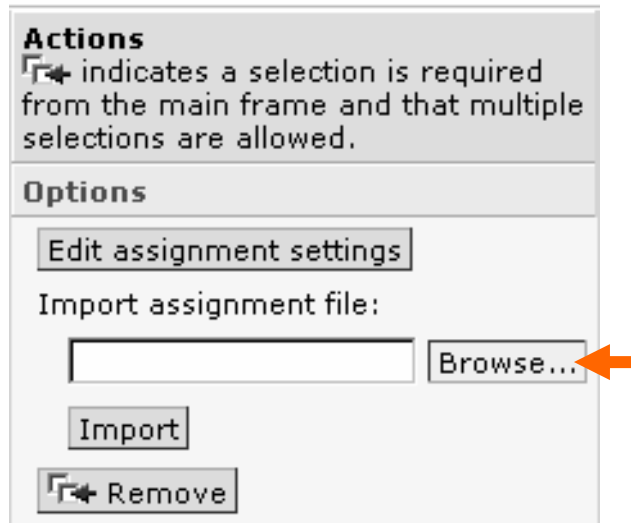 Actions
indicates a selection is required
from the main frame and that multiple
selections are allowed.
Options
Edit assignment settings
Import assignment file:
Browse...
Import
Remove